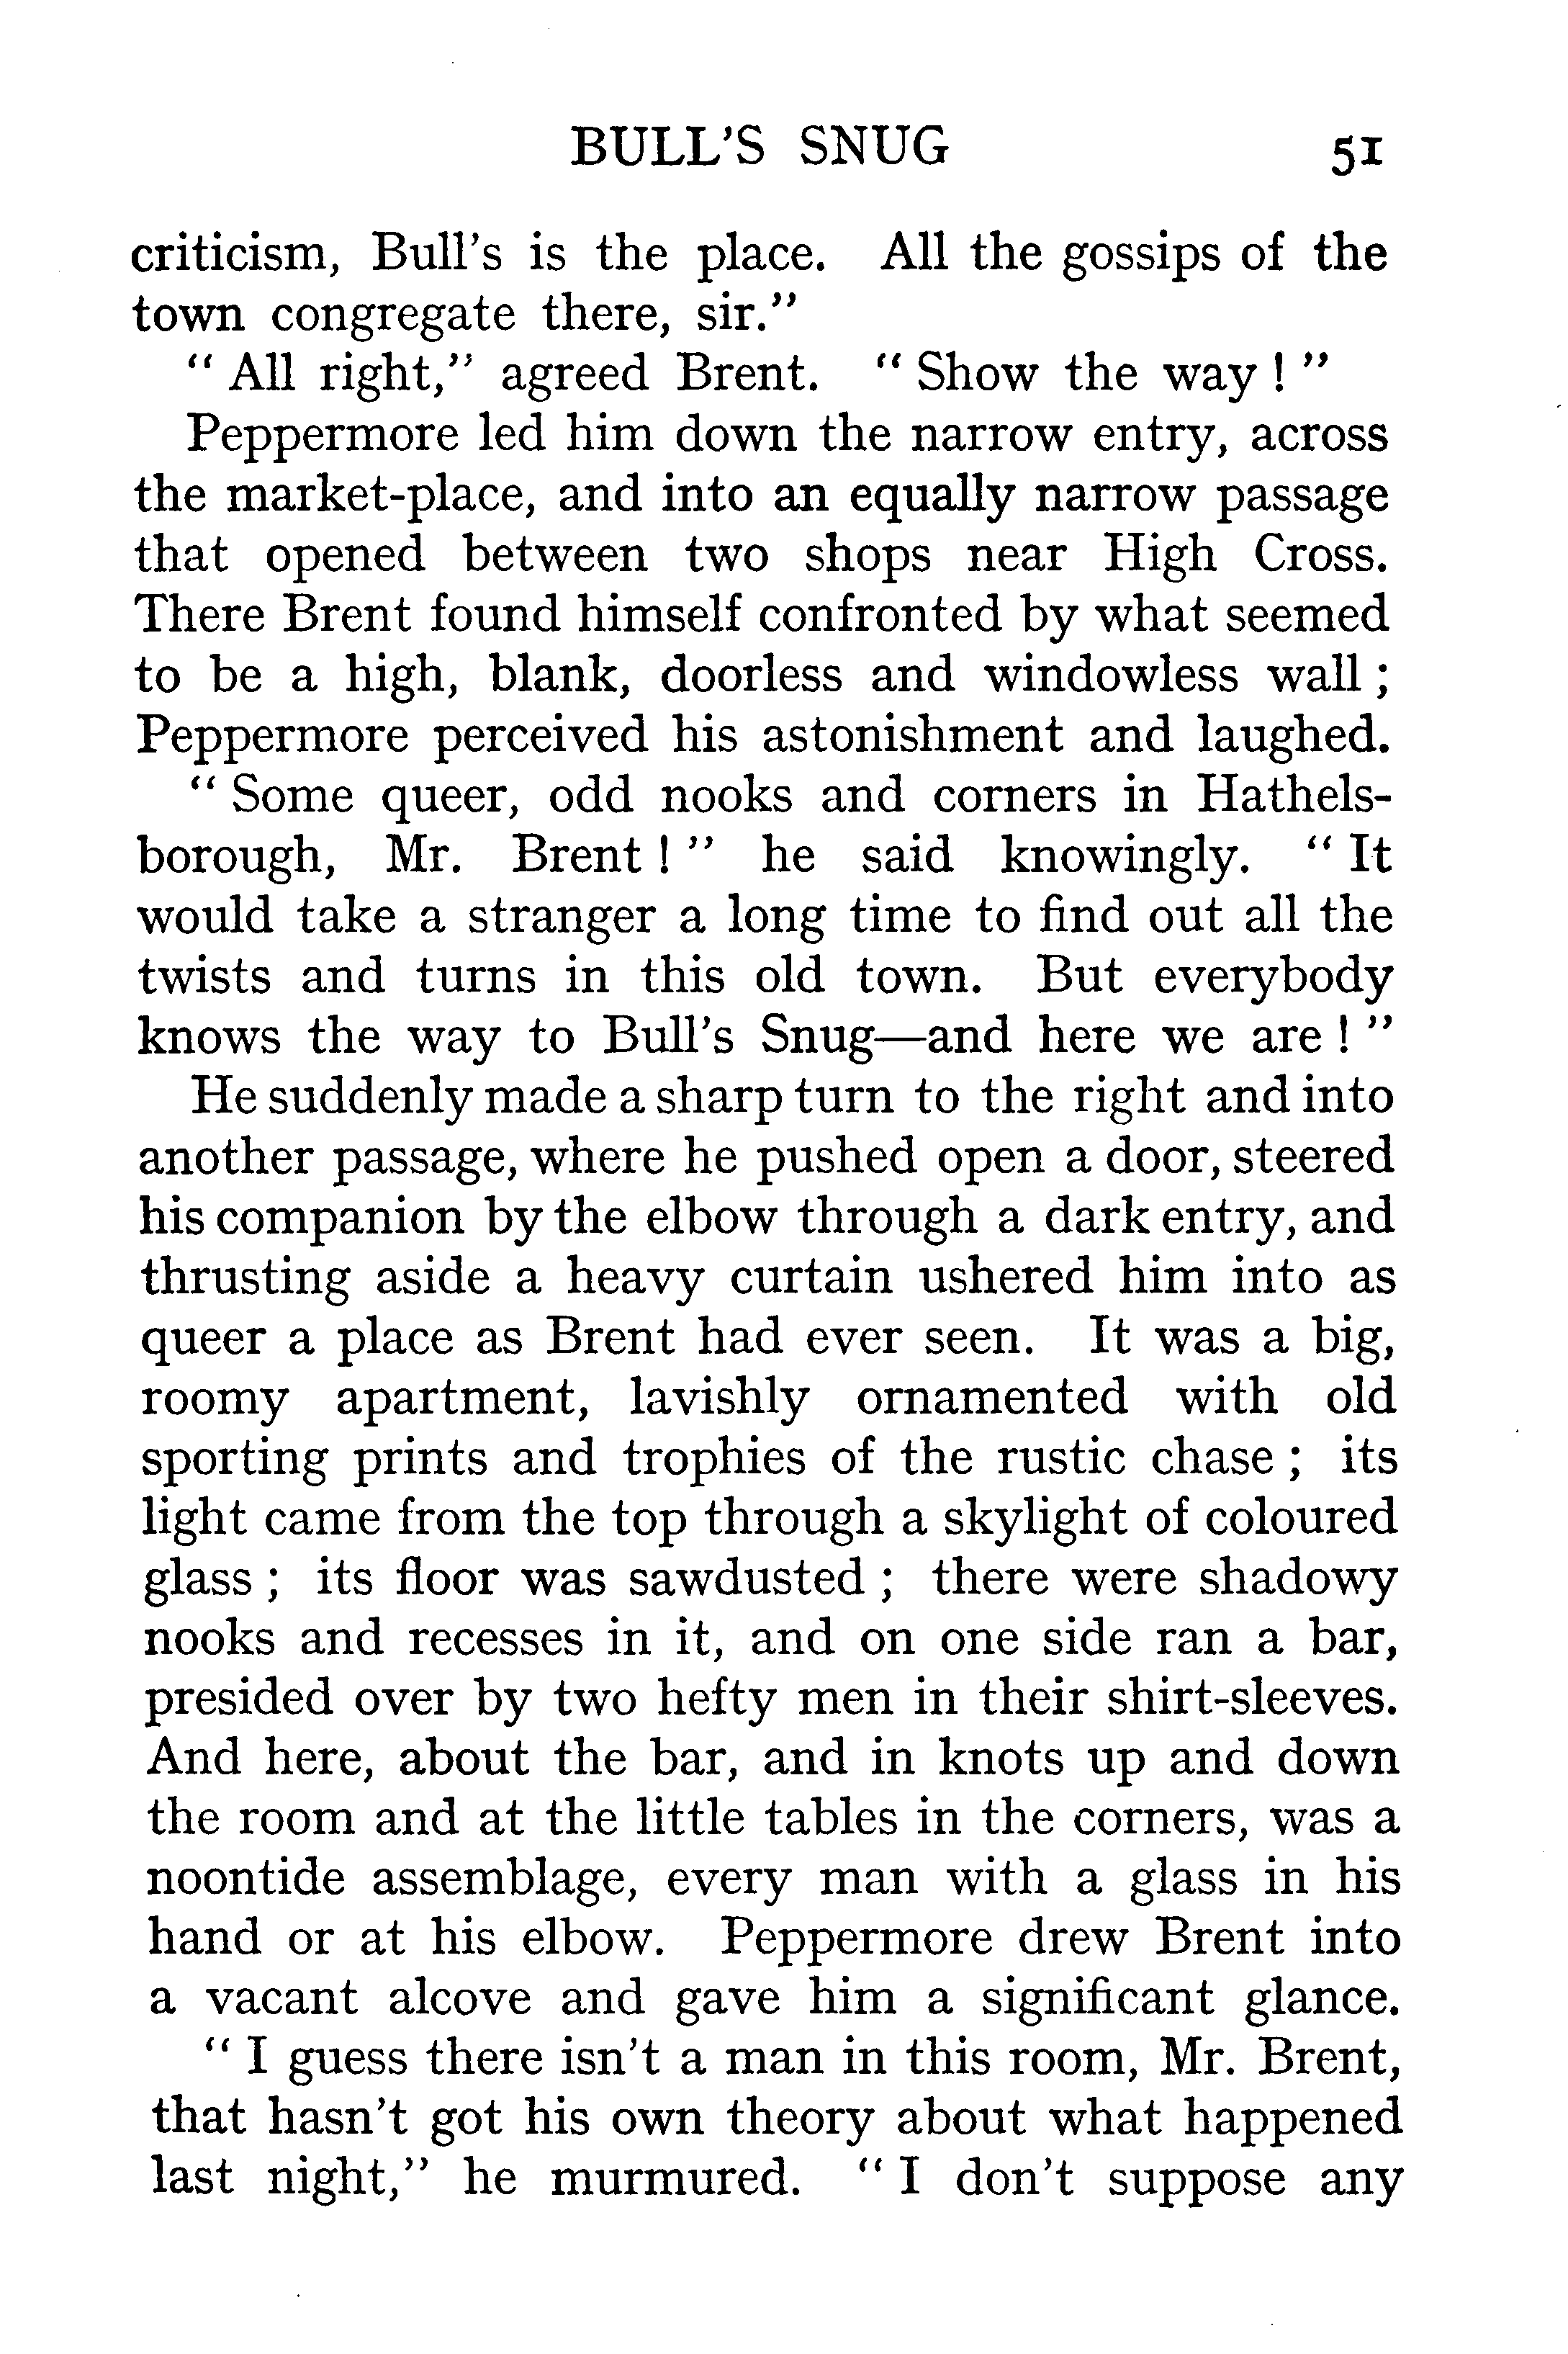 BULL'S SNUG 51
criticism, Bull's is the place. All the gossips of the
town congregate there, sir."
" All right," agreed Brent. " Show the way ! "
Peppermore led him down the narrow entry, across
the market-place, and into an equally narrow passage
that opened between two shops near High Cross.
There Brent found himself confronted by what seemed
to be a high, blank, doorless and windowless wall ;
Peppermore perceived his astonishment and laughed.
" Some queer, odd nooks and corners in Hathels-
borough, Mr. Brent ! " he said knowingly. " It
would take a stranger a long time to find out all the
twists and turns in this old town. But everybody
knows the way to Bull's Snug—and here we are ! "
He suddenly made a sharp turn to the right and into
another passage, where he pushed open a door, steered
his companion by the elbow through a dark entry, and
thrusting aside a heavy curtain ushered him into as
queer a place as Brent had ever seen. It was a big,
roomy apartment, lavishly ornamented with old
sporting prints and trophies of the rustic chase ; its
light came from the top through a skylight of coloured
glass ; its floor was sawdusted ; there were shadowy
nooks and recesses in it, and on one side ran a bar,
presided over by two hefty men in their shirt-sleeves.
And here, about the bar, and in knots up and down
the room and at the little tables in the corners, was a
noontide assemblage, every man with a glass in his
hand or at his elbow. Peppermore drew Brent into
a vacant alcove and gave him a significant glance.
" I guess there isn't a man in this room, Mr. Brent,
that hasn't got his own theory about what happened
last night," he murmured. " I don't suppose any